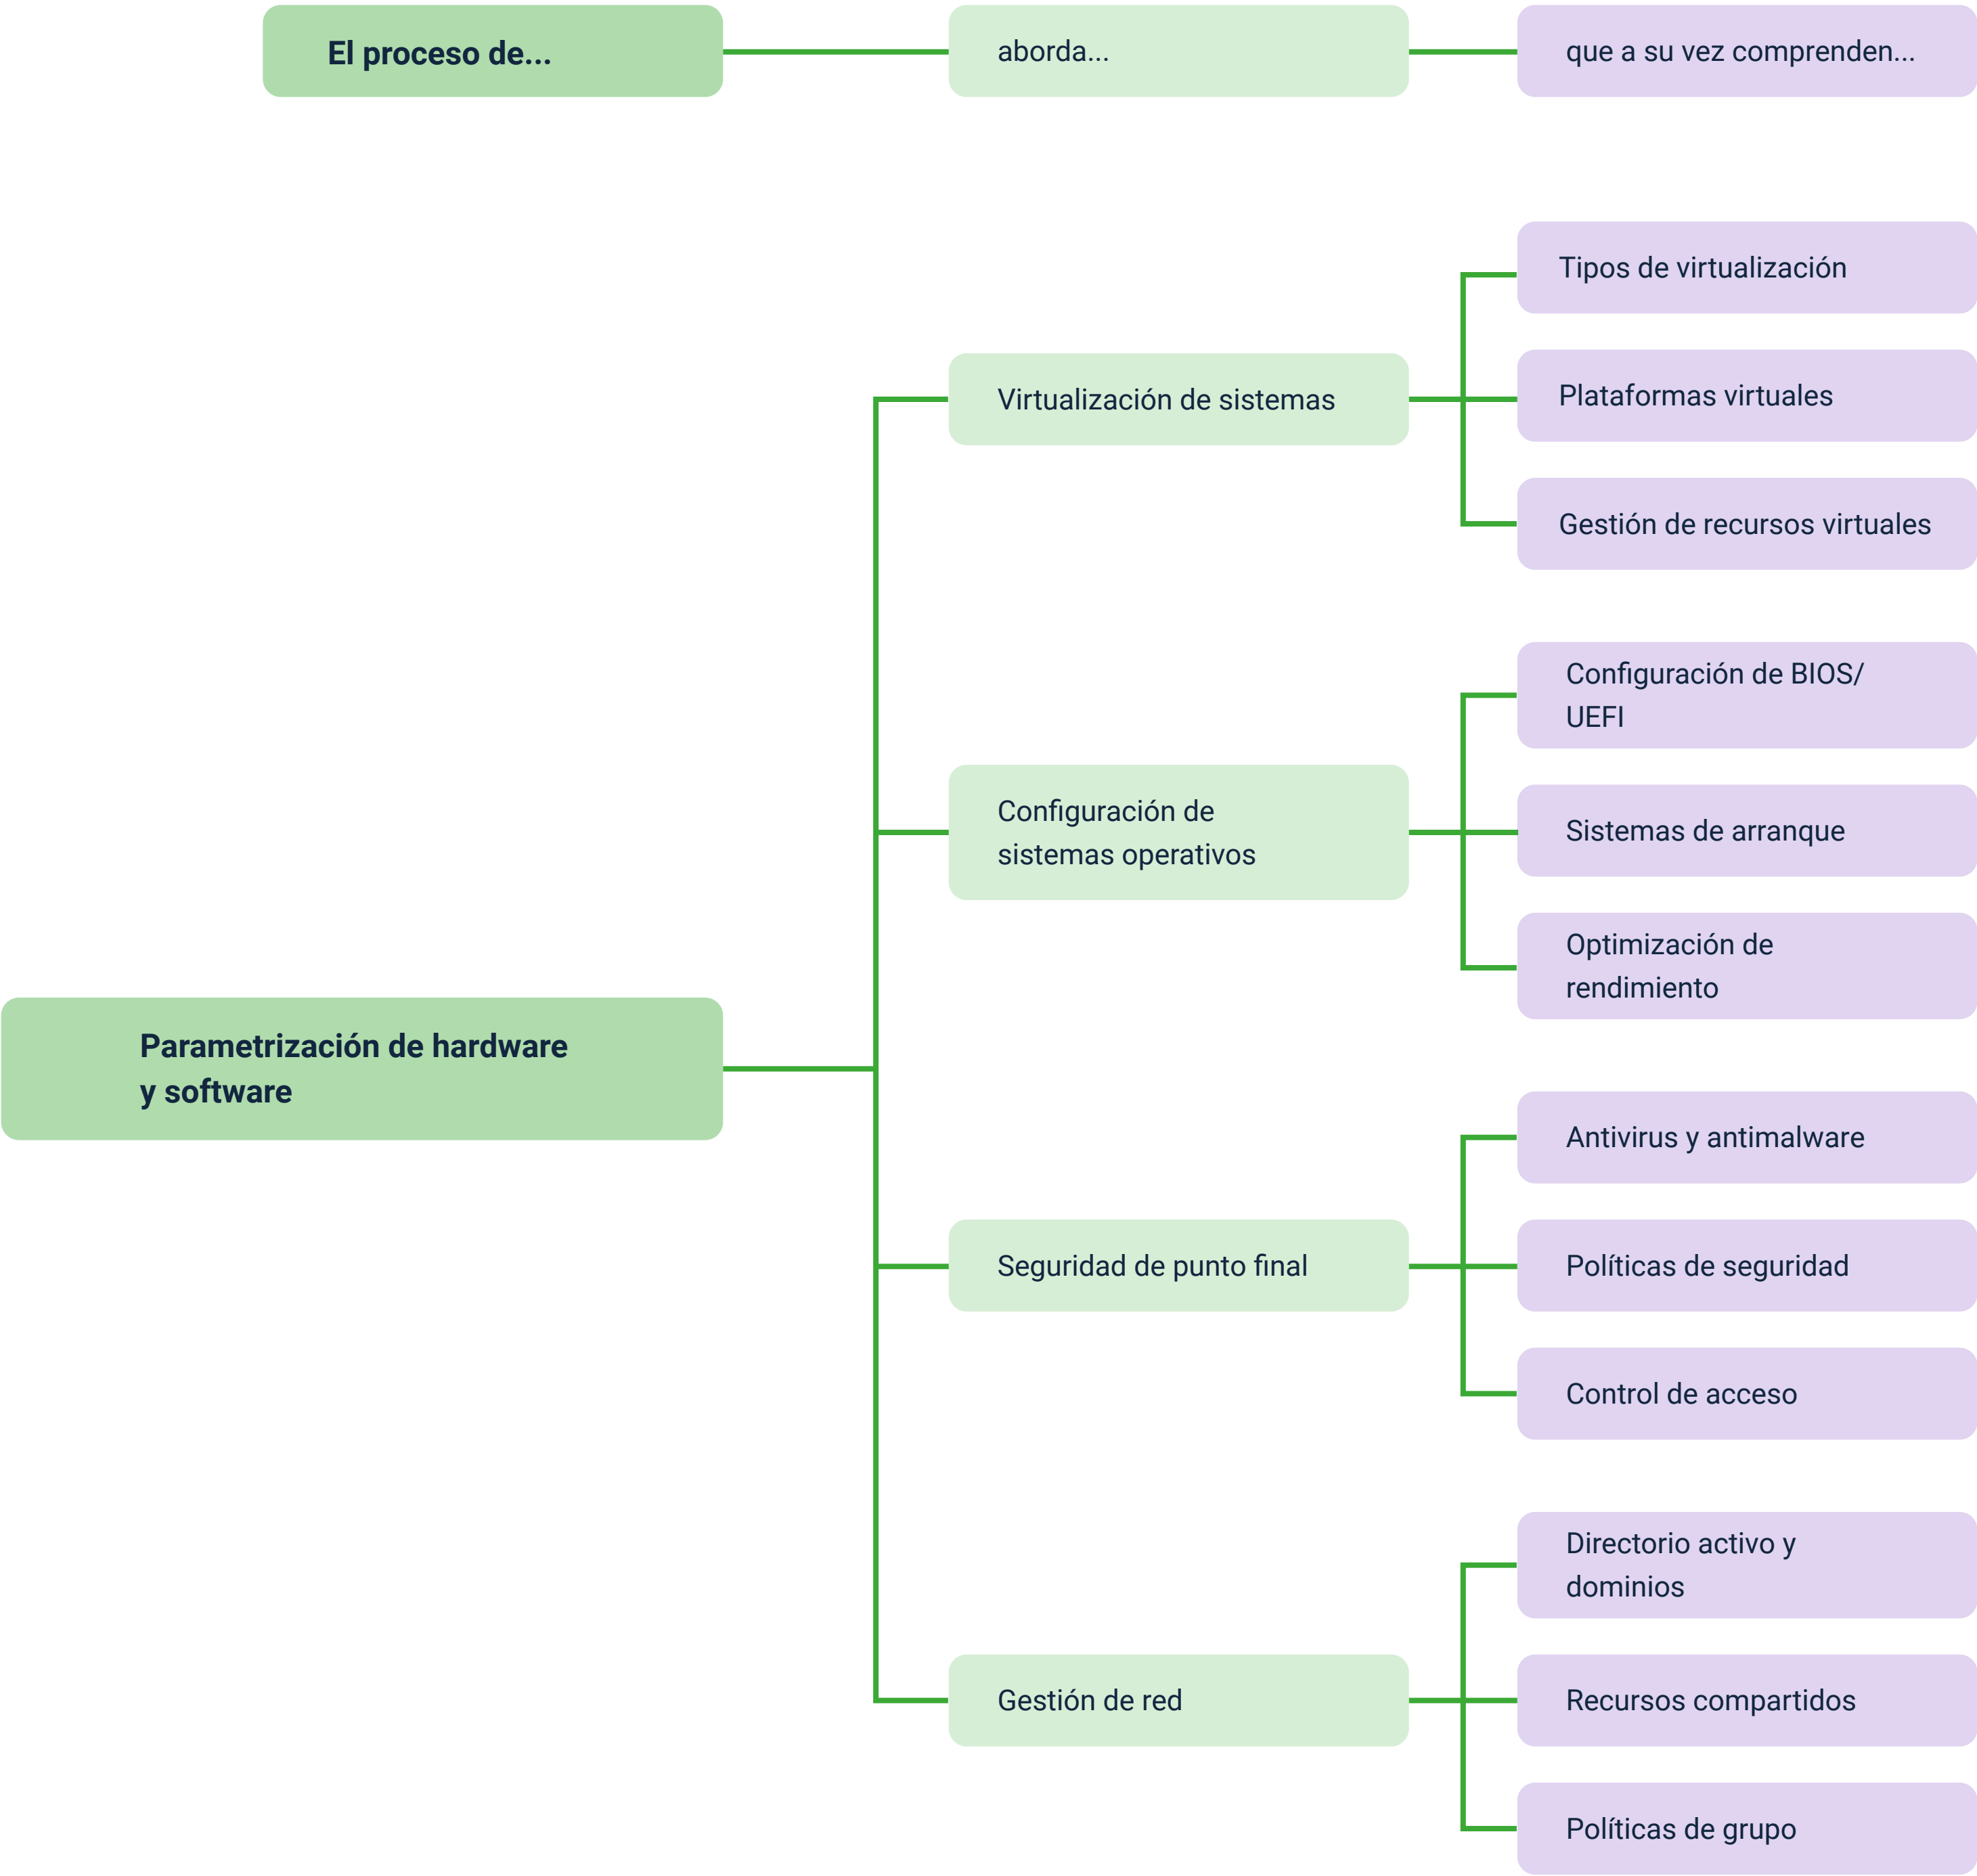 El proceso de...
aborda...
que a su vez comprenden...
Parametrización de hardware
y software
Virtualización de sistemas
Tipos de virtualización
Plataformas virtuales
Gestión de recursos virtuales
Configuración de
sistemas operativos
Configuración de BIOS/
UEFI
Sistemas de arranque
Optimización de
rendimiento
Seguridad de punto final
Antivirus y antimalware
Políticas de seguridad
Control de acceso
Gestión de red
Directorio activo y
dominios
Recursos compartidos
Políticas de grupo